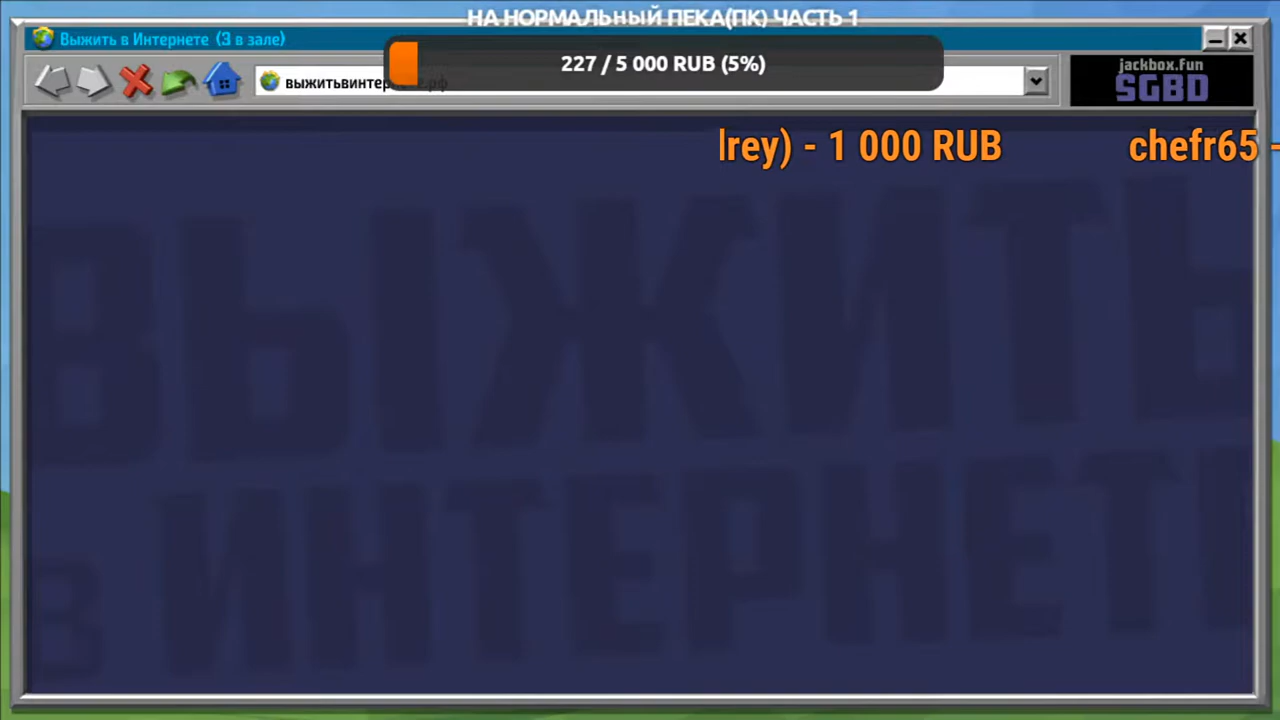 НА НОРМАЛЬНЫЙ ПЕКА(ПК) ЧАСТЬ 1
Выжить в Интернете (3 в зале)
227 / 5 000 RUB (5%)
jackbox.fun
SGBD
lrey) - 1 000 RUB
chefr65 -
ВЫЖИТЬ
в ИНТЕРНЕТ